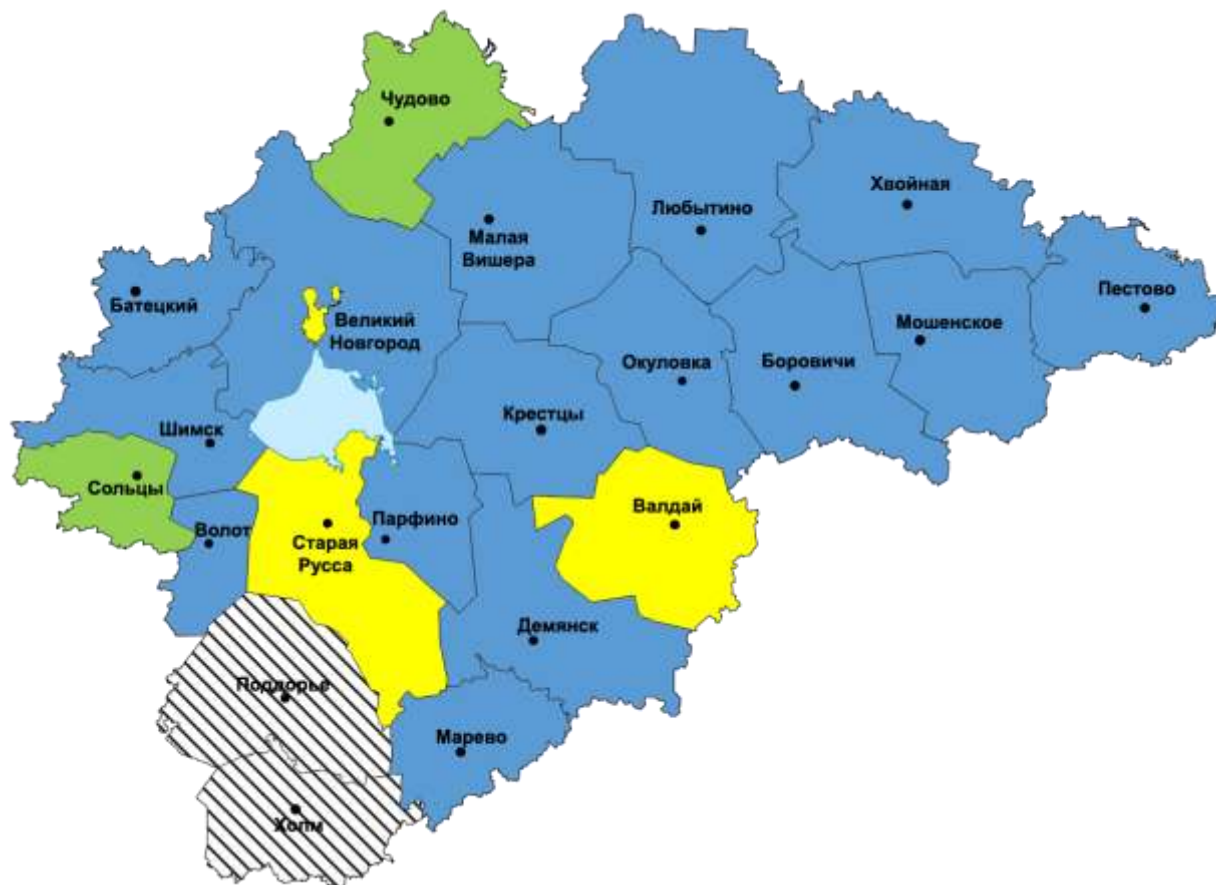 Чудово
Хвойная
Любытино
Малая
Вишера
Пестово
Батецкий
Великий
Новгород
Мошенское
Окуловка
Боровичи
Крестцы
Шимск
Сольцы
Валдай
Парфино
Волот
Старая
Русса
Демянск
Поддорье
Марево
Холм